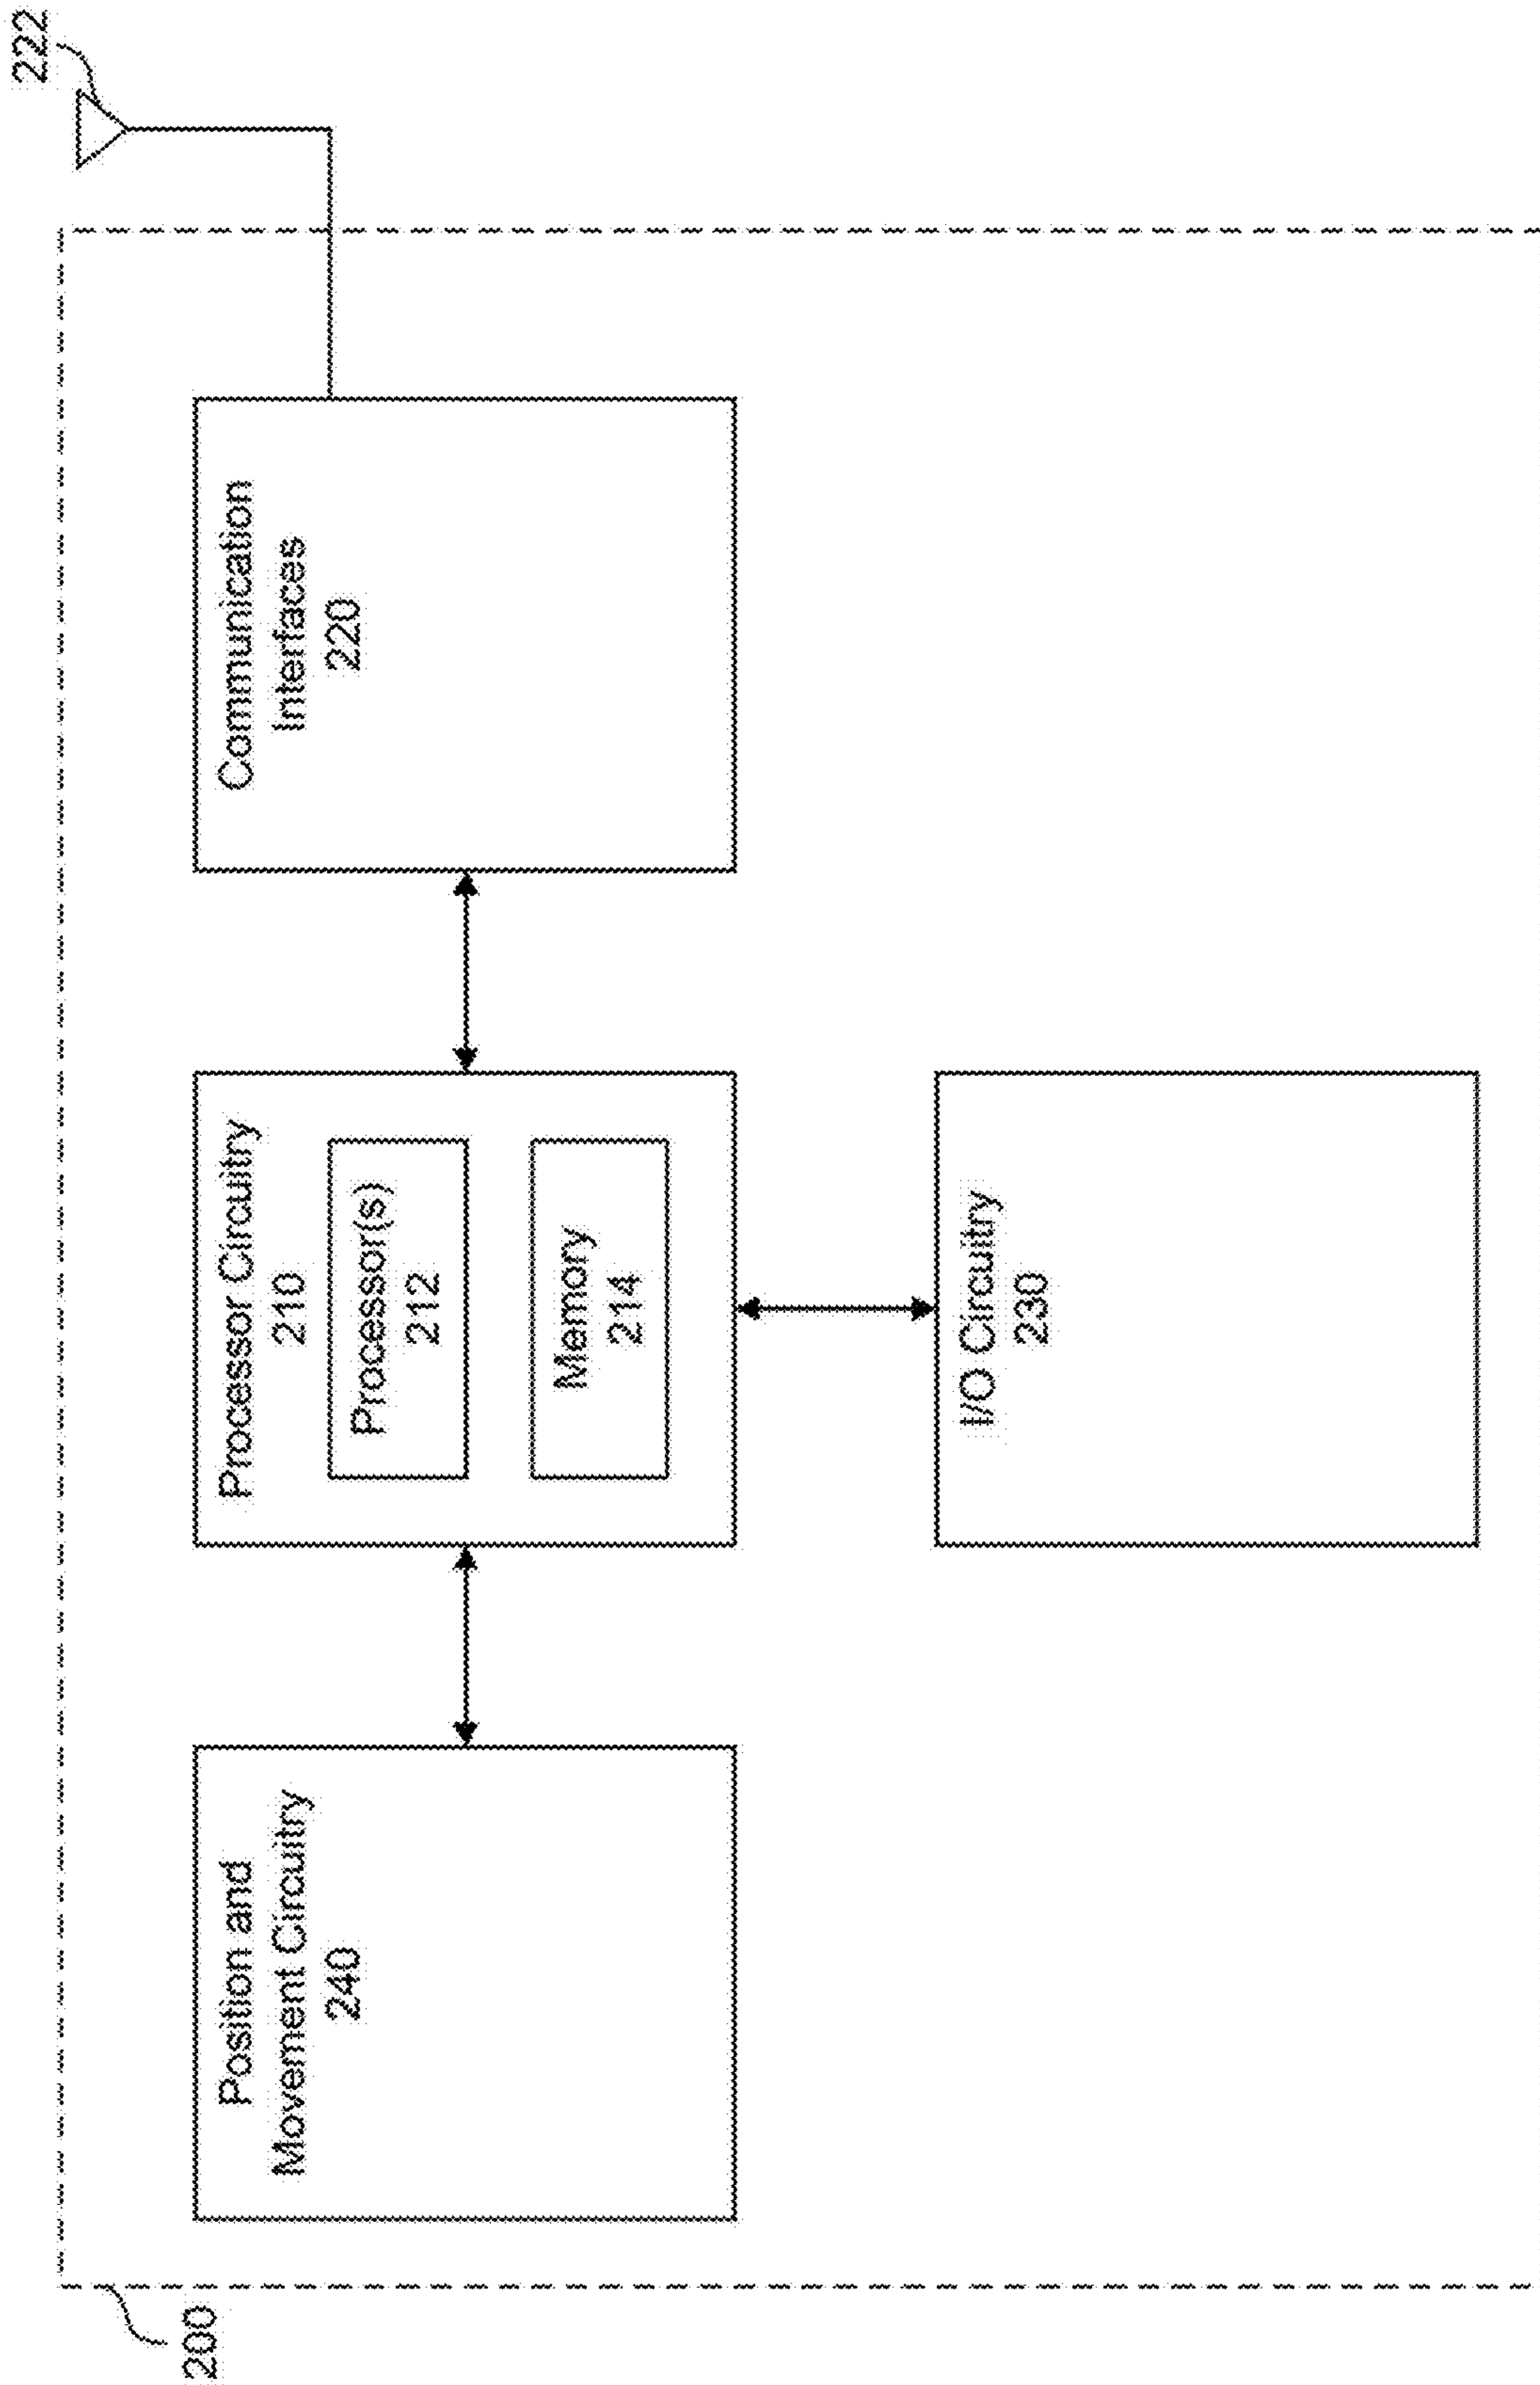 200
222
Position and
Movement Circuitry
240
Processor Circuitry
210
Processor(s)
212
Memory
214
Communication
Interfaces
220
I/O Circuitry
230